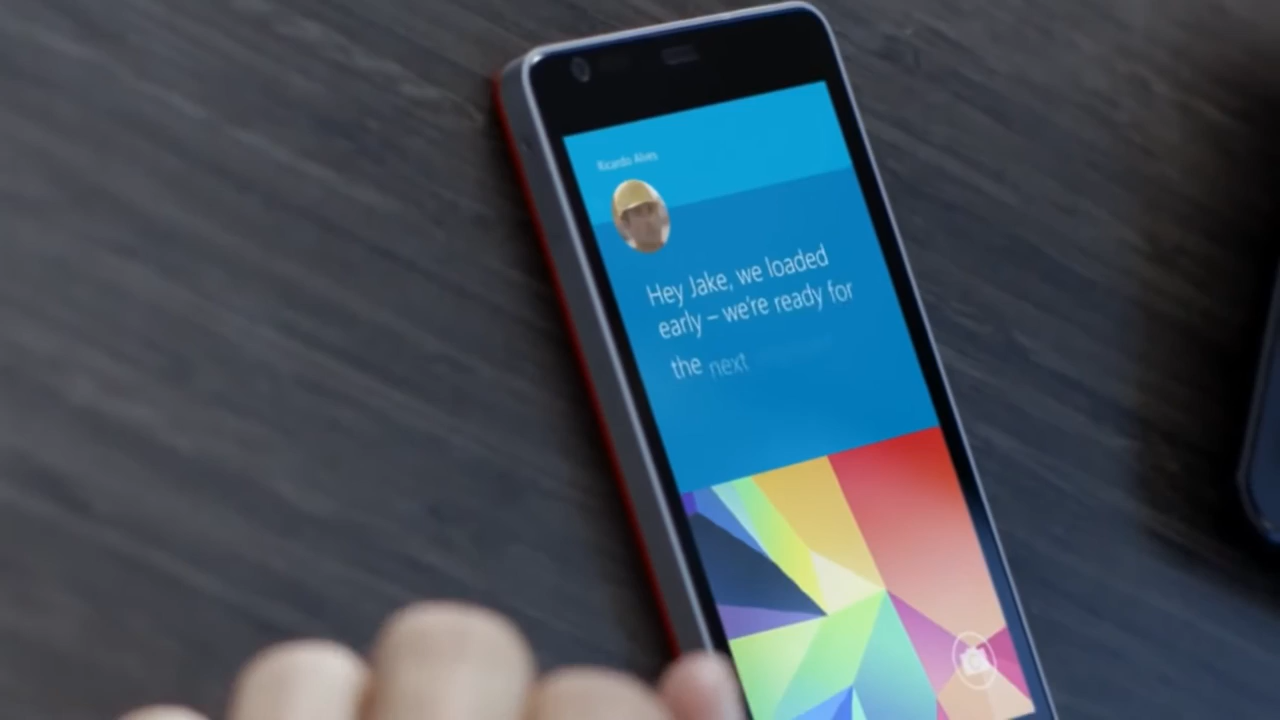 Ricardo Alves
Hey Jake, we loaded
early – we're ready for
the next